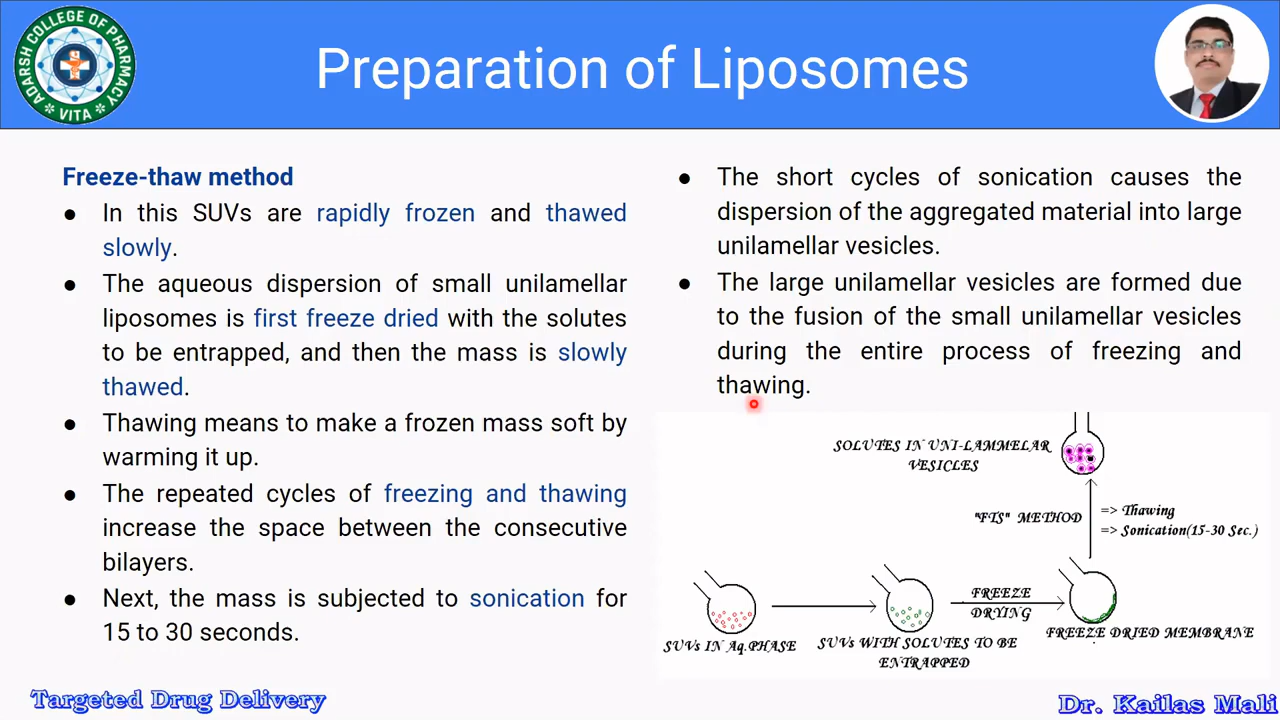 ADARSH COLLEGE OF PHARMACY
VITA
Preparation of Liposomes
Freeze-thaw method
● In this SUVs are rapidly frozen and thawed
slowly.
● The aqueous dispersion of small unilamellar
liposomes is first freeze dried with the solutes
to be entrapped, and then the mass is slowly
thawed.
● Thawing means to make a frozen mass soft by
warming it up.
● The repeated cycles of freezing and thawing
increase the space between the consecutive
bilayers.
● Next, the mass is subjected to sonication for
15 to 30 seconds.
● The short cycles of sonication causes the
dispersion of the aggregated material into large
unilamellar vesicles.
● The large unilamellar vesicles are formed due
to the fusion of the small unilamellar vesicles
during the entire process of freezing and
thawing.
SOLUTES IN UNI-LAMMELAR
VESICLES
"FTS" METHOD
=> Thawing
=> Sonication(15-30 Sec.)
FREEZE
DRYING
SUVs IN Aq.PHASE
SUVs WITH SOLUTES TO BE
ENTRAPPED
FREEZE DRIED MEMBRANE
Targeted Drug Delivery
Dr. Kailas Mali